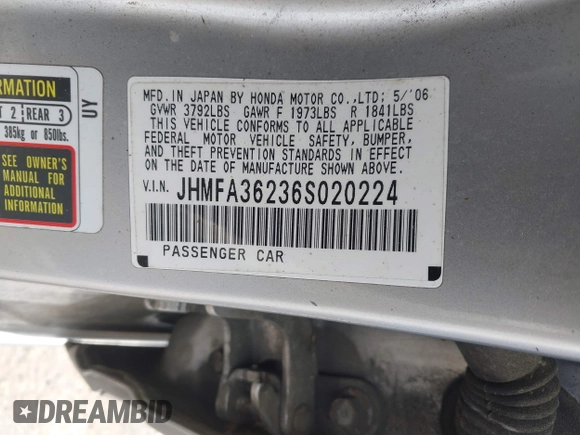 MFD. IN JAPAN BY HONDA MOTOR CO., LTD; 5/'06
GVWR 3792LBS GAWR F 1973LBS R 1841LBS
THIS VEHICLE CONFORMS TO ALL APPLICABLE
FEDERAL MOTOR VEHICLE SAFETY, BUMPER,
AND THEFT PREVENTION STANDARDS IN EFFECT
ON THE DATE OF MANUFACTURE SHOWN ABOVE.
V.I.N. JHMFA36236S020224
PASSENGER CAR
RMATION
T 2 REAR 3
385kg or 850lbs.
SEE OWNER'S
MANUAL FOR
ADDITIONAL
INFORMATION
UY
DREAMBID